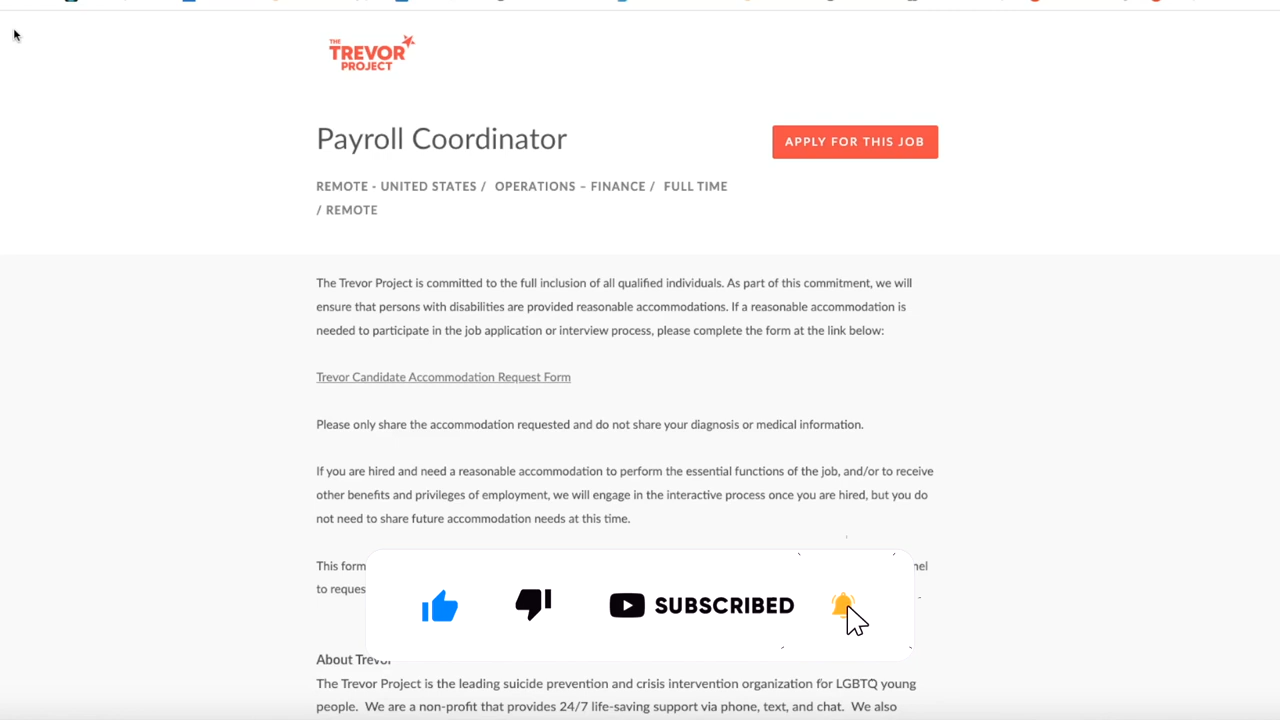 THE
TREVOR
PROJECT
Payroll Coordinator
APPLY FOR THIS JOB
REMOTE - UNITED STATES / OPERATIONS – FINANCE / FULL TIME
/ REMOTE
The Trevor Project is committed to the full inclusion of all qualified individuals. As part of this commitment, we will
ensure that persons with disabilities are provided reasonable accommodations. If a reasonable accommodation is
needed to participate in the job application or interview process, please complete the form at the link below:
Trevor Candidate Accommodation Request Form
Please only share the accommodation requested and do not share your diagnosis or medical information.
If you are hired and need a reasonable accommodation to perform the essential functions of the job, and/or to receive
other benefits and privileges of employment, we will engage in the interactive process once you are hired, but you do
not need to share future accommodation needs at this time.
This form
to
SUBSCRIBED
About Trevor
The Trevor Project is the leading suicide prevention and crisis intervention organization for LGBTQ young
people. We are a non-profit that provides 24/7 life-saving support via phone, text, and chat. We also